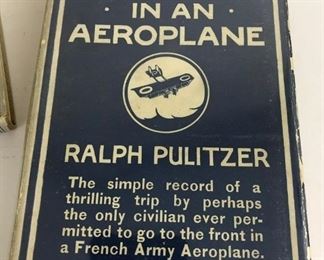 IN AN
AEROPLANE
RALPH PULITZER
The simple record of a
thrilling trip by perhaps
the only civilian ever per-
mitted to go to the front in
a French Army Aeroplane.